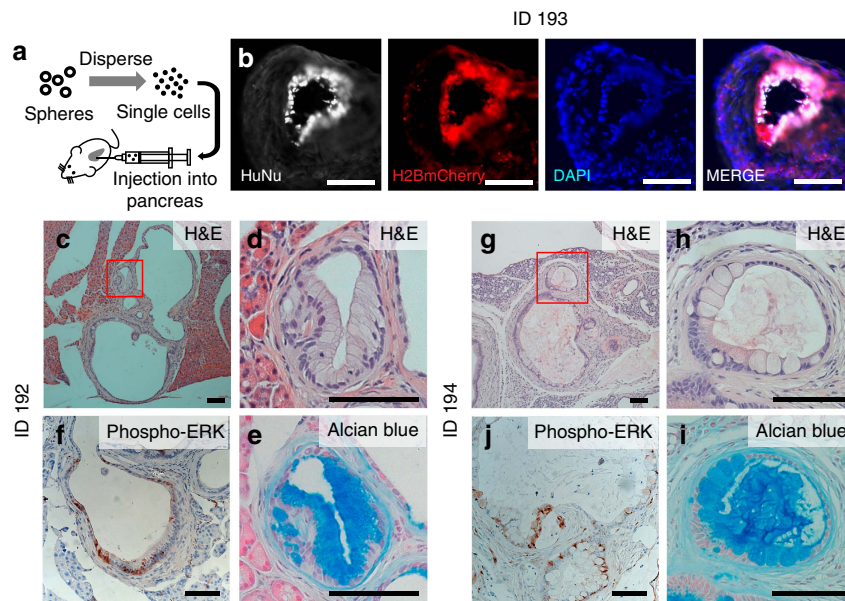 ID 193
a
Disperse
Spheres
Single cells
Injection into
pancreas
b
HuNu
H2BmCherry
DAPI
MERGE
ID 192
c
H&E
d
H&E
f
Phospho-ERK
e
Alcian blue
ID 194
g
H&E
h
H&E
j
Phospho-ERK
i
Alcian blue